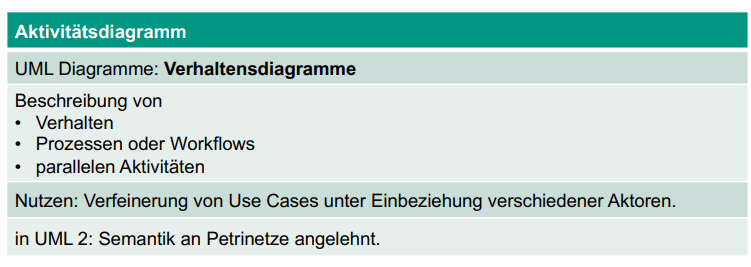 Aktivitätsdiagramm
UML Diagramme: Verhaltensdiagramme
Beschreibung von
• Verhalten
• Prozessen oder Workflows
• parallelen Aktivitäten
Nutzen: Verfeinerung von Use Cases unter Einbeziehung verschiedener Aktoren.
in UML 2: Semantik an Petrinetze angelehnt.